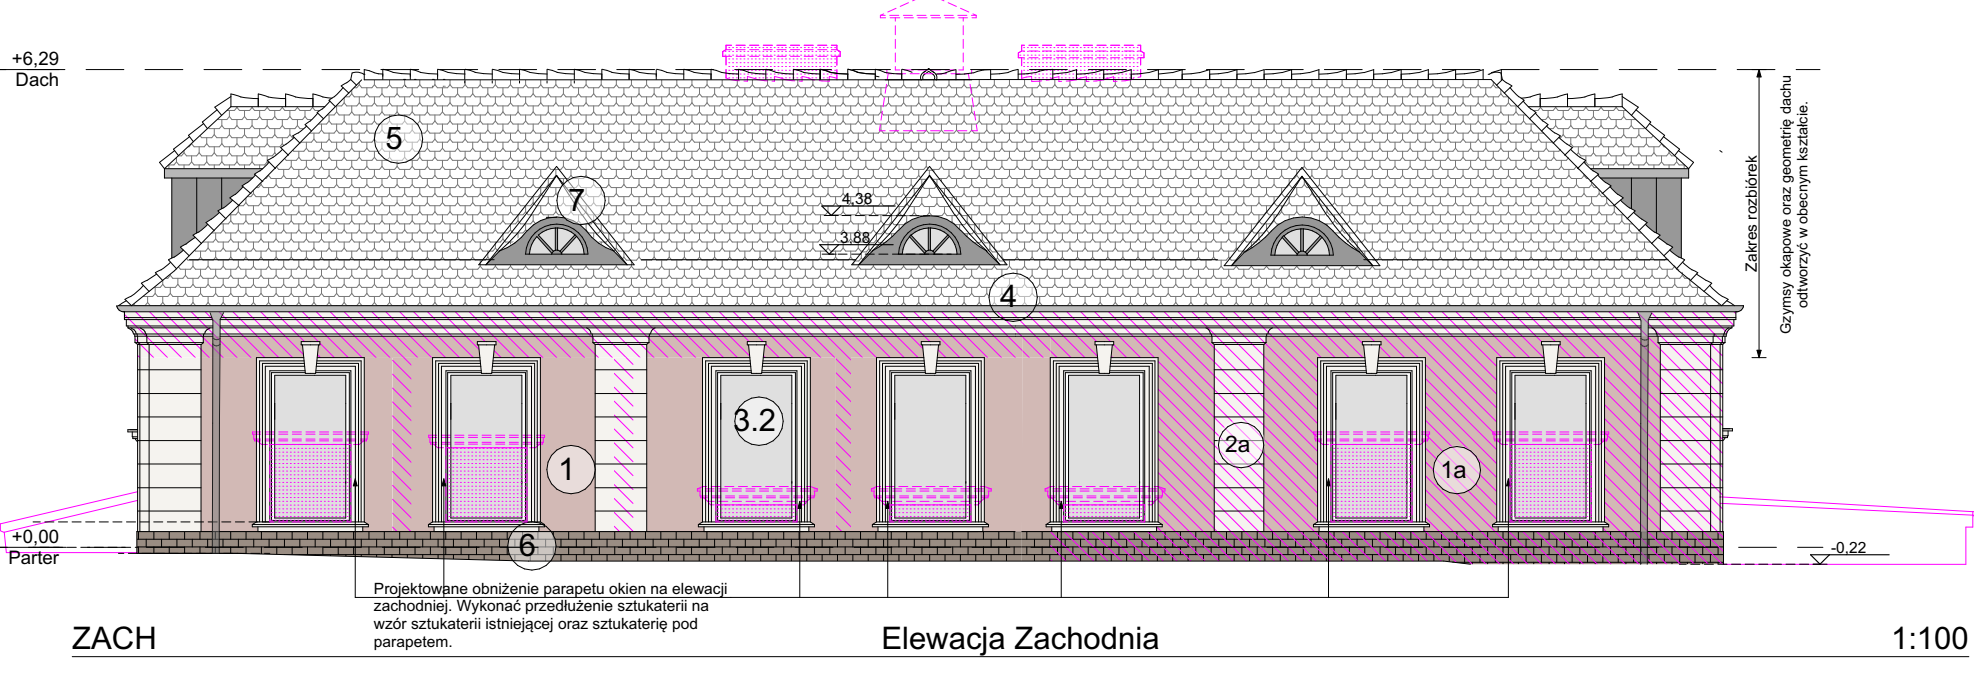 +6,29
Dach
5
7
4,38
3,88
4
Zakres rozbiórek
Gzymsy okapowe oraz geometrię dachu
odtworzyć w obecnym kształcie.
3.2
2a
1
1a
6
+0,00
Parter
-0,22
Projektowane obniżenie parapetu okien na elewacji
zachodniej. Wykonać przedłużenie sztukaterii na
wzór sztukaterii istniejącej oraz sztukaterię pod
parapetem.
ZACH
Elewacja Zachodnia
1:100